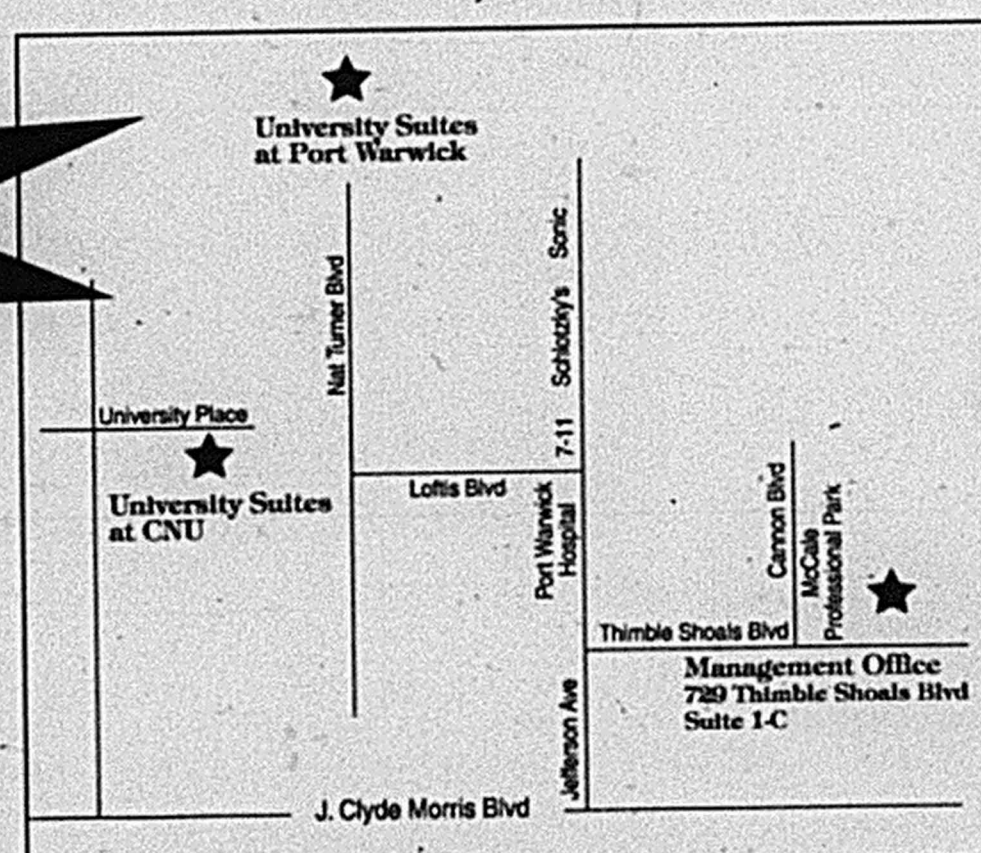 University Suites
at Port Warwick
Nat Turner Blvd
Sonic
Schlotzky's
7-11
University Place
University Suites
at CNU
Loftis Blvd
Port Warwick
Hospital
Cannon Blvd
McCale
Professional Park
Thimble Shoals Blvd
Management Office
729 Thimble Shoals Blvd
Suite 1-C
Jefferson Ave
J. Clyde Morris Blvd